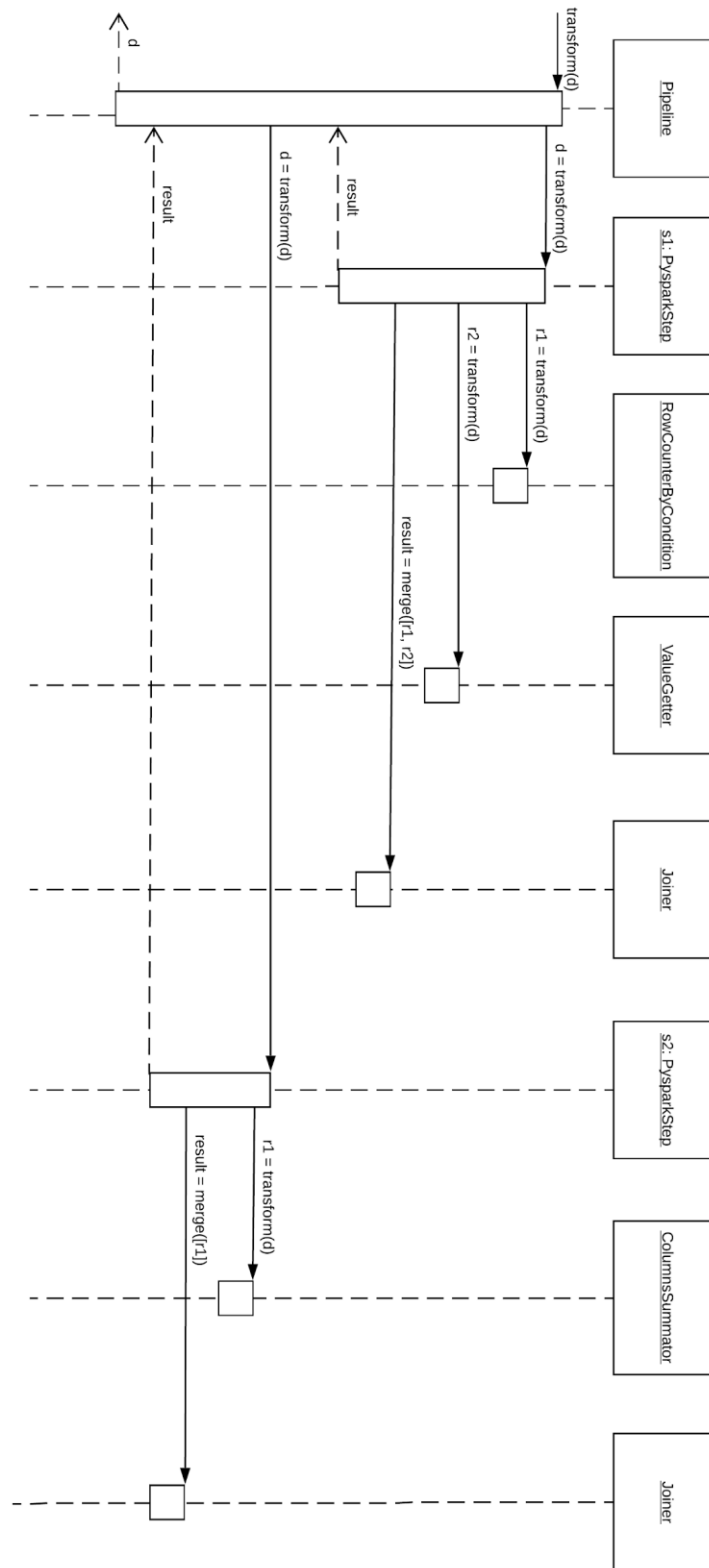 Pipeline
s1: PysparkStep
RowCounterByCondition
ValueGetter
Joiner
s2: PysparkStep
ColumnsSummator
Joiner
transform(d)
d = transform(d)
r1 = transform(d)
r2 = transform(d)
result = merge([r1, r2])
result
d = transform(d)
r1 = transform(d)
result = merge([r1])
result
d